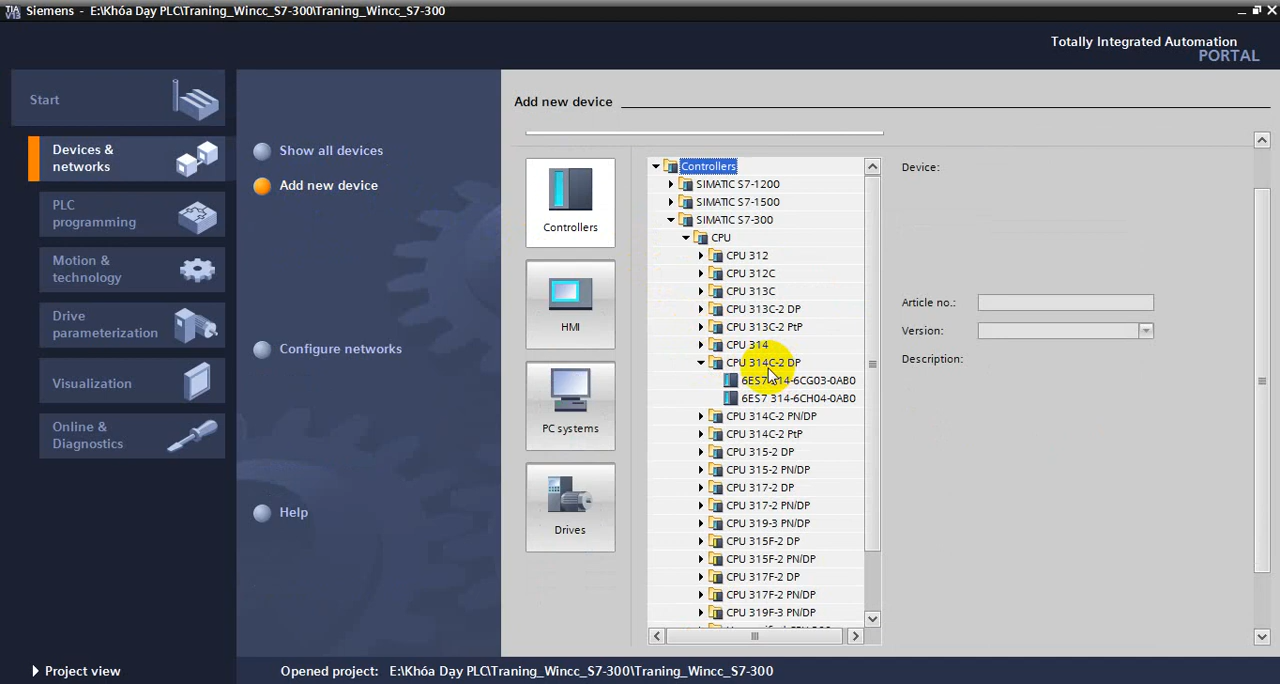 TIA V13 Siemens - E:\Khóa Dạy PLC\Traning_Wincc_S7-300\Traning_Wincc_S7-300
Totally Integrated Automation
PORTAL
Start
Devices &
networks
PLC
programming
Motion &
technology
Drive
parameterization
Visualization
Online &
Diagnostics
Project view
Show all devices
Add new device
Configure networks
Help
Add new device
Controllers
HMI
PC systems
Drives
Controllers
SIMATIC S7-1200
SIMATIC S7-1500
SIMATIC S7-300
CPU
CPU 312
CPU 312C
CPU 313C
CPU 313C-2 DP
CPU 313C-2 PtP
CPU 314
CPU 314C-2 DP
6ES7 314-6CG03-0AB0
6ES7 314-6CH04-0AB0
CPU 314C-2 PN/DP
CPU 314C-2 PtP
CPU 315-2 DP
CPU 315-2 PN/DP
CPU 317-2 DP
CPU 317-2 PN/DP
CPU 319-3 PN/DP
CPU 315F-2 DP
CPU 315F-2 PN/DP
CPU 317F-2 DP
CPU 317F-2 PN/DP
CPU 319F-3 PN/DP
Device:
Article no.:
Version:
Description:
Opened project: E:\Khóa Dạy PLC\Traning_Wincc_S7-300\Traning_Wincc_S7-300